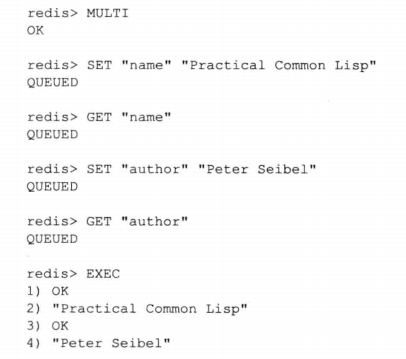 redis> MULTI
OK
redis> SET "name" "Practical Common Lisp"
QUEUED
redis> GET "name"
QUEUED
redis> SET "author" "Peter Seibel"
QUEUED
redis> GET "author"
QUEUED
redis> EXEC
1) OK
2) "Practical Common Lisp"
3) OK
4) "Peter Seibel"